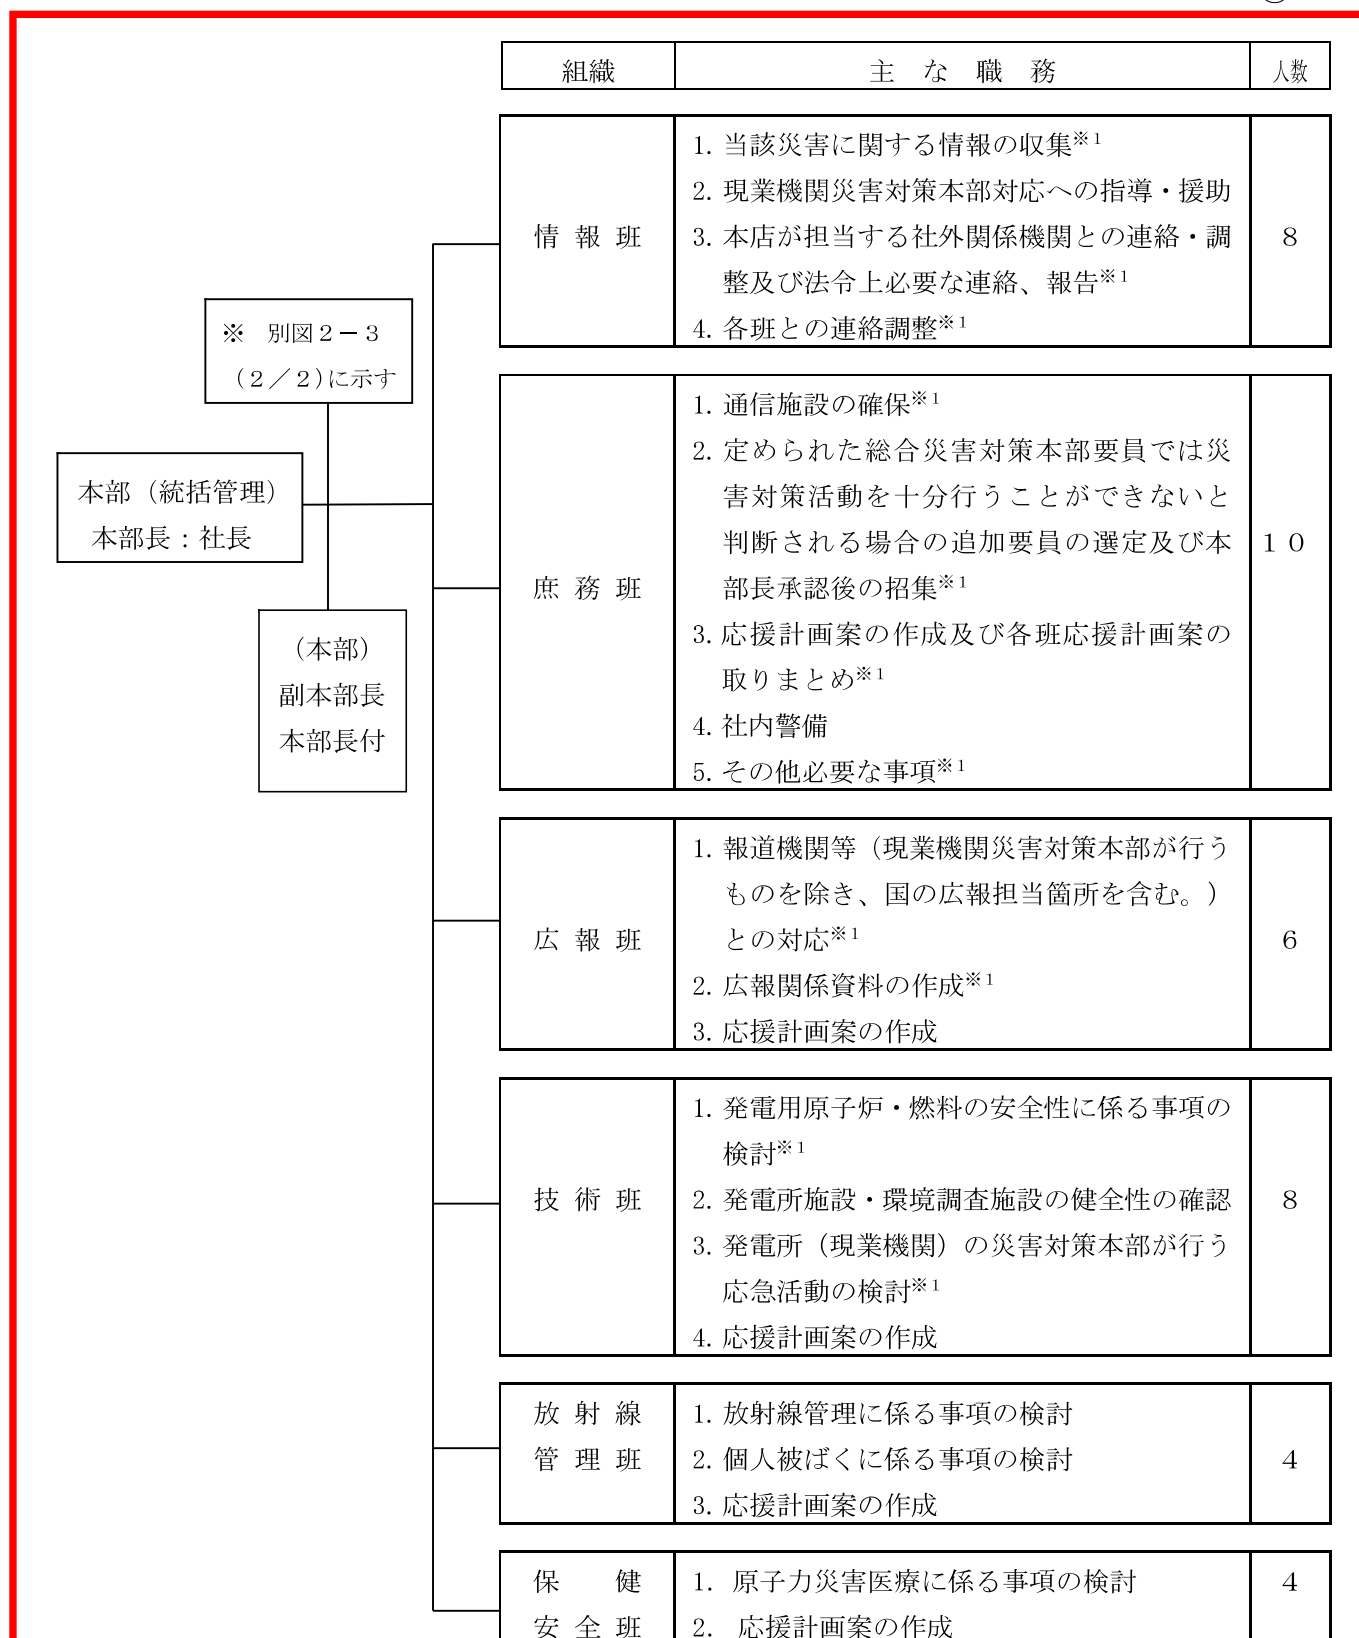 組織 主な職務 人数
※ 別図２－３
（２／２）に示す
本部（統括管理）
本部長：社長
（本部）
副本部長
本部長付
情報班
1. 当該災害に関する情報の収集※1
2. 現業機関災害対策本部対応への指導・援助
3. 本店が担当する社外関係機関との連絡・調
整及び法令上必要な連絡、報告※1
4. 各班との連絡調整※1
８
庶務班
1. 通信施設の確保※1
2. 定められた総合災害対策本部要員では災
害対策活動を十分行うことができないと
判断される場合の追加要員の選定及び本
部長承認後の招集※1
3. 応援計画案の作成及び各班応援計画案の
取りまとめ※1
4. 社内警備
5. その他必要な事項※1
１０
広報班
1. 報道機関等（現業機関災害対策本部が行う
ものを除き、国の広報担当箇所を含む。）
との対応※1
2. 広報関係資料の作成※1
3. 応援計画案の作成
６
技術班
1. 発電用原子炉・燃料の安全性に係る事項の
検討※1
2. 発電所施設・環境調査施設の健全性の確認
3. 発電所（現業機関）の災害対策本部が行う
応急活動の検討※1
4. 応援計画案の作成
８
放射線
管理班
1. 放射線管理に係る事項の検討
2. 個人被ばくに係る事項の検討
3. 応援計画案の作成
４
保健
安全班
1. 原子力災害医療に係る事項の検討
2. 応援計画案の作成
４